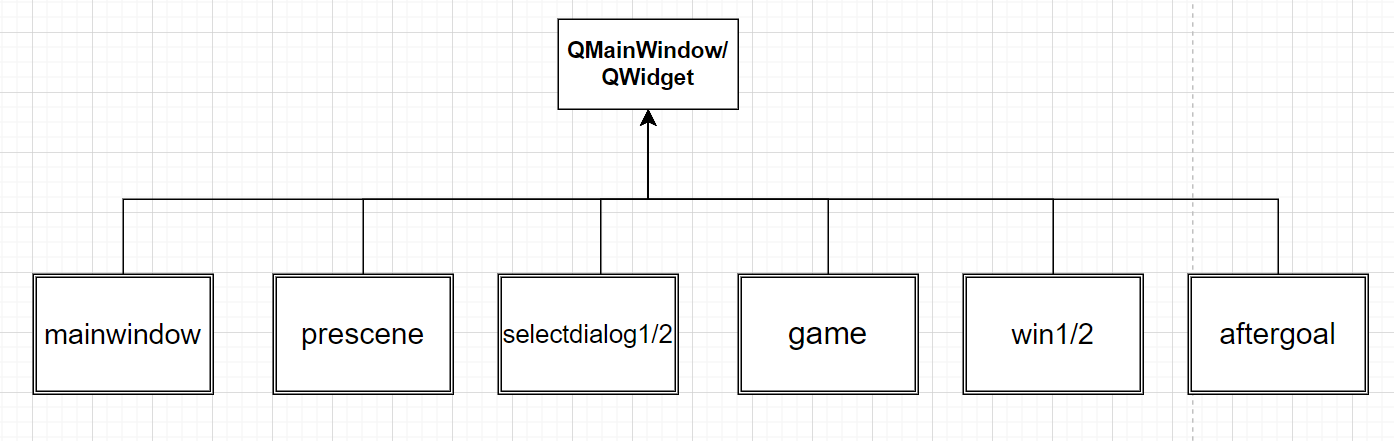 QMainWindow/
QWidget
mainwindow
prescene
selectdialog1/2
game
win1/2
aftergoal